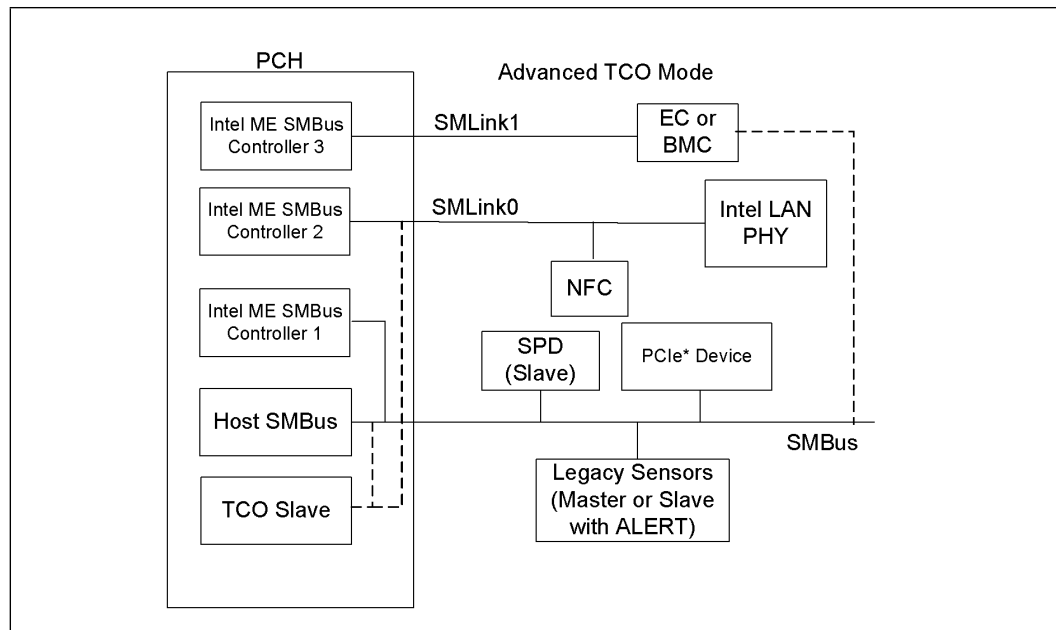 PCH
Advanced TCO Mode
Intel ME SMBus
Controller 3
SMLink1
EC or
BMC
Intel ME SMBus
Controller 2
SMLink0
Intel LAN
PHY
NFC
Intel ME SMBus
Controller 1
SPD
(Slave)
PCIe* Device
Host SMBus
SMBus
TCO Slave
Legacy Sensors
(Master or Slave
with ALERT)